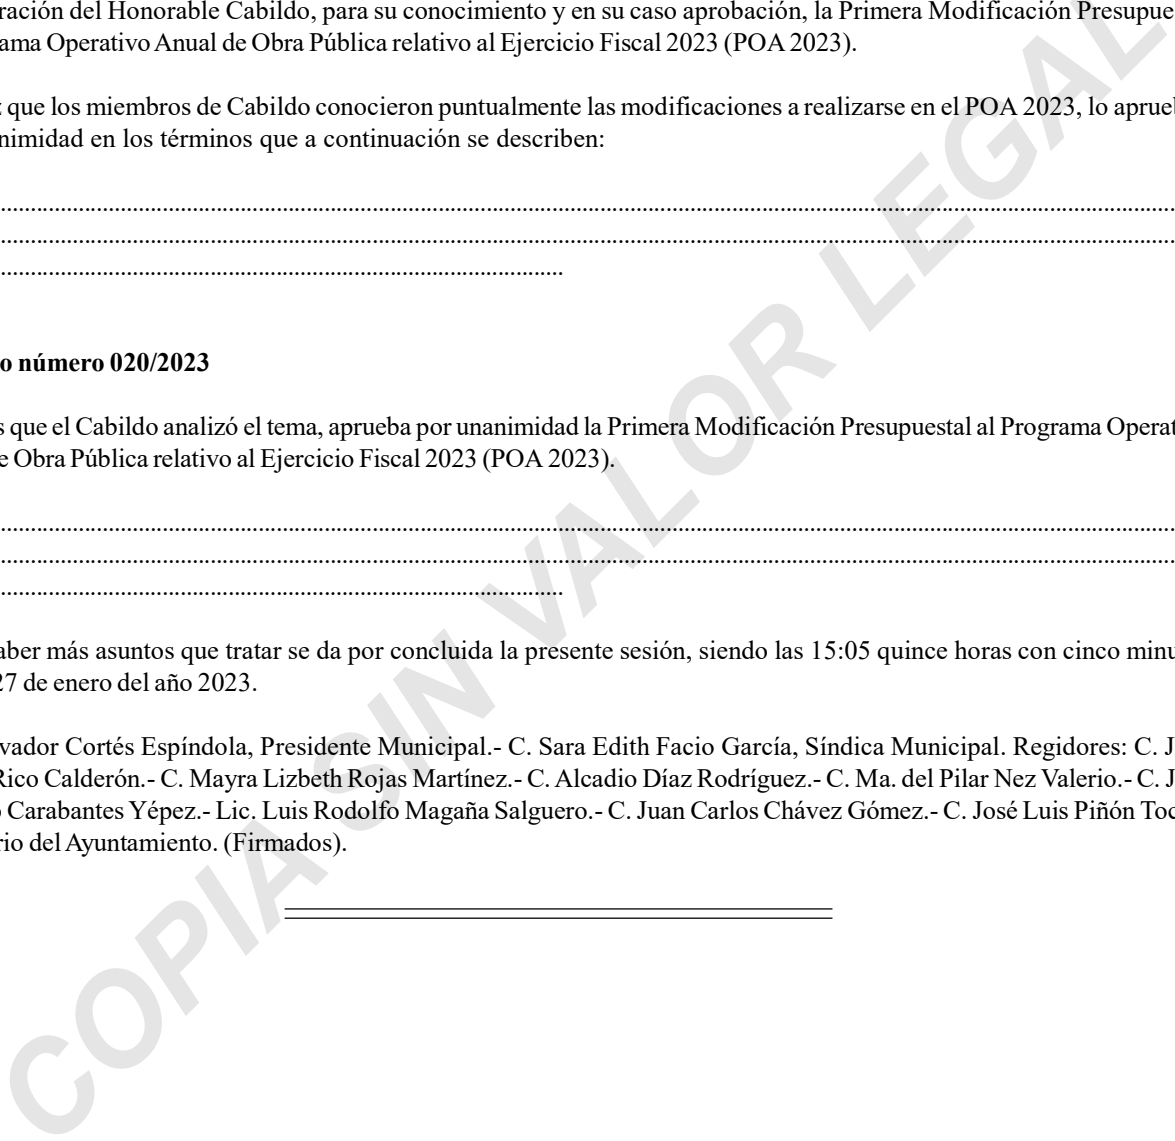 ración del Honorable Cabildo, para su conocimiento y en su caso aprobación, la Primera Modificación Presupue
ama Operativo Anual de Obra Pública relativo al Ejercicio Fiscal 2023 (POA 2023).
z que los miembros de Cabildo conocieron puntualmente las modificaciones a realizarse en el POA 2023, lo aprueb
nimidad en los términos que a continuación se describen:
o número 020/2023
s que el Cabildo analizó el tema, aprueba por unanimidad la Primera Modificación Presupuestal al Programa Operat
e Obra Pública relativo al Ejercicio Fiscal 2023 (POA 2023).
aber más asuntos que tratar se da por concluida la presente sesión, siendo las 15:05 quince horas con cinco minu
27 de enero del año 2023.
vador Cortés Espíndola, Presidente Municipal.- C. Sara Edith Facio García, Síndica Municipal. Regidores: C. J
Rico Calderón.- C. Mayra Lizbeth Rojas Martínez.- C. Alcadio Díaz Rodríguez.- C. Ma. del Pilar Nez Valerio.- C. J
o Carabantes Yépez.- Lic. Luis Rodolfo Magaña Salguero.- C. Juan Carlos Chávez Gómez.- C. José Luis Piñón Toc
rio del Ayuntamiento. (Firmados).
COPIA SIN VALOR LEGAL